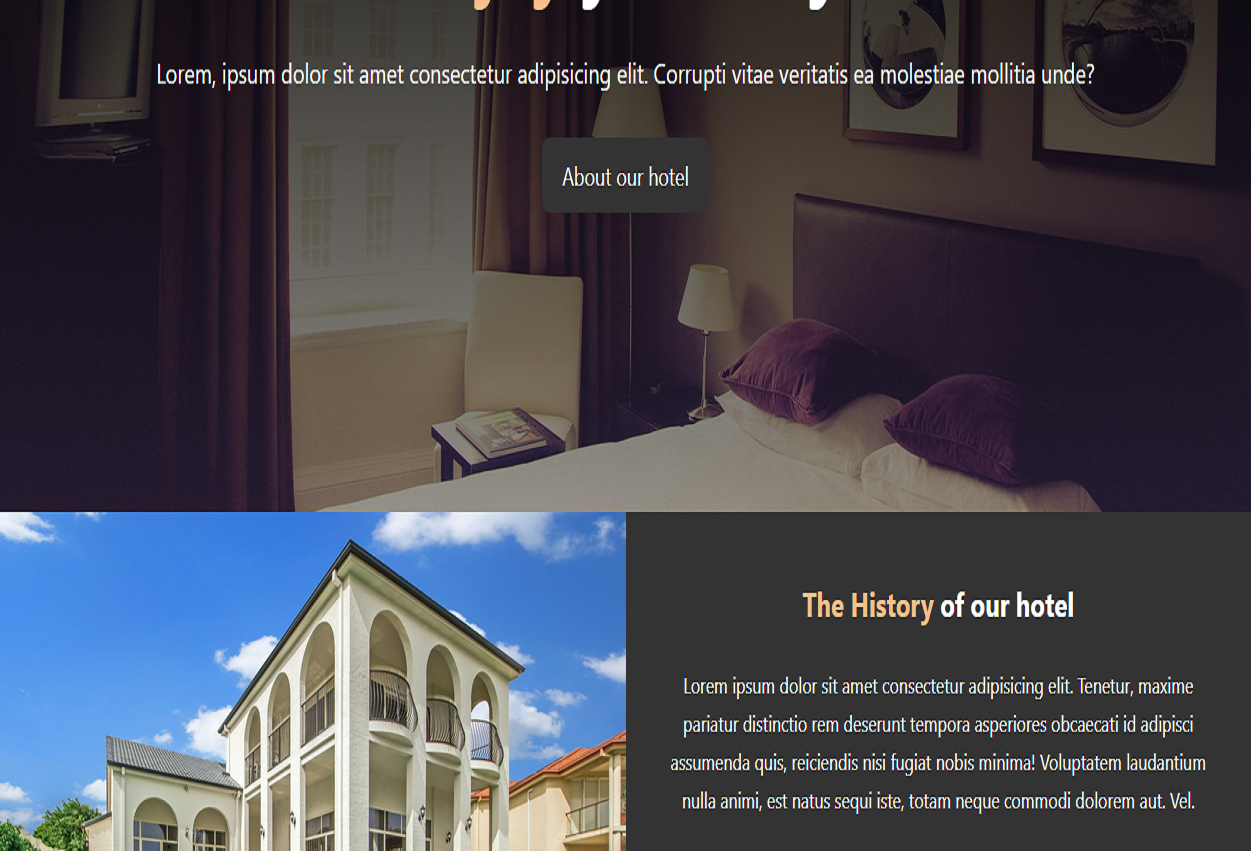 Lorem, ipsum dolor sit amet consectetur adipisicing elit. Corrupti vitae veritatis ea molestiae mollitia unde?
About our hotel
The History of our hotel
Lorem ipsum dolor sit amet consectetur adipisicing elit. Tenetur, maxime
pariatur distinctio rem deserunt tempora asperiores obcaecati id adipisci
assumenda quis, reiciendis nisi fugiat nobis minima! Voluptatem laudantium
nulla animi, est natus sequi iste, totam neque commodi dolorem aut. Vel.